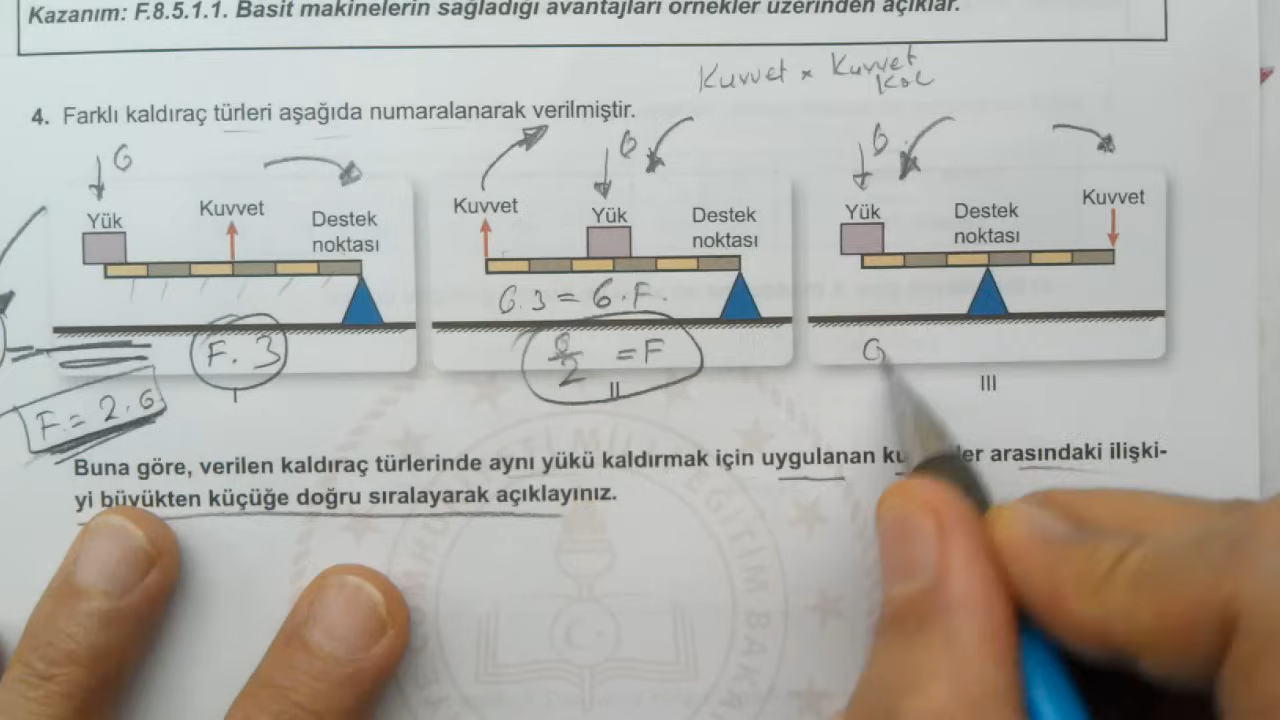 Kazanım: F.8.5.1.1. Basit makinelerin sağladığı avantajları örnekler üzerinden açıklar.
Kuvvet × Kuvvet
Kol
4. Farklı kaldıraç türleri aşağıda numaralanarak verilmiştir.
G
Yük
Kuvvet
Destek
noktası
F. 3
I
F = 2.G
G
Kuvvet
Yük
Destek
noktası
G.3 = 6.F.
G/2 = F
II
G
Yük
Destek
noktası
Kuvvet
G
III
Buna göre, verilen kaldıraç türlerinde aynı yükü kaldırmak için uygulanan arasındaki ilişki-
yi büyükten küçüğe doğru sıralayarak açıklayınız.